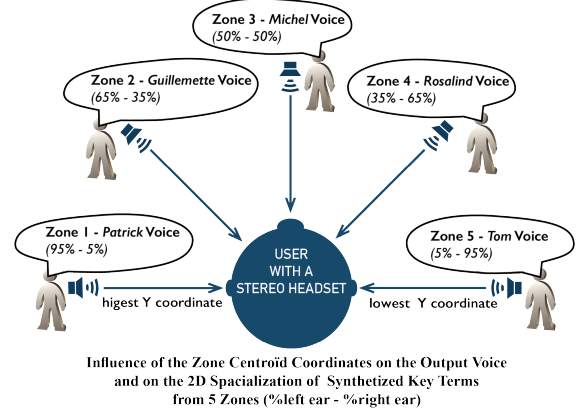 Zone 3 - Michel Voice
(50% - 50%)
Zone 2 - Guillemette Voice
(65% - 35%)
Zone 4 - Rosalind Voice
(35% - 65%)
Zone 1 - Patrick Voice
(95% - 5%)
Zone 5 - Tom Voice
(5% - 95%)
USER
WITH A
STEREO HEADSET
higest Y coordinate
lowest Y coordinate
Influence of the Zone Centroïd Coordinates on the Output Voice
and on the 2D Spacialization of Synthetized Key Terms
from 5 Zones (%left ear - %right ear)